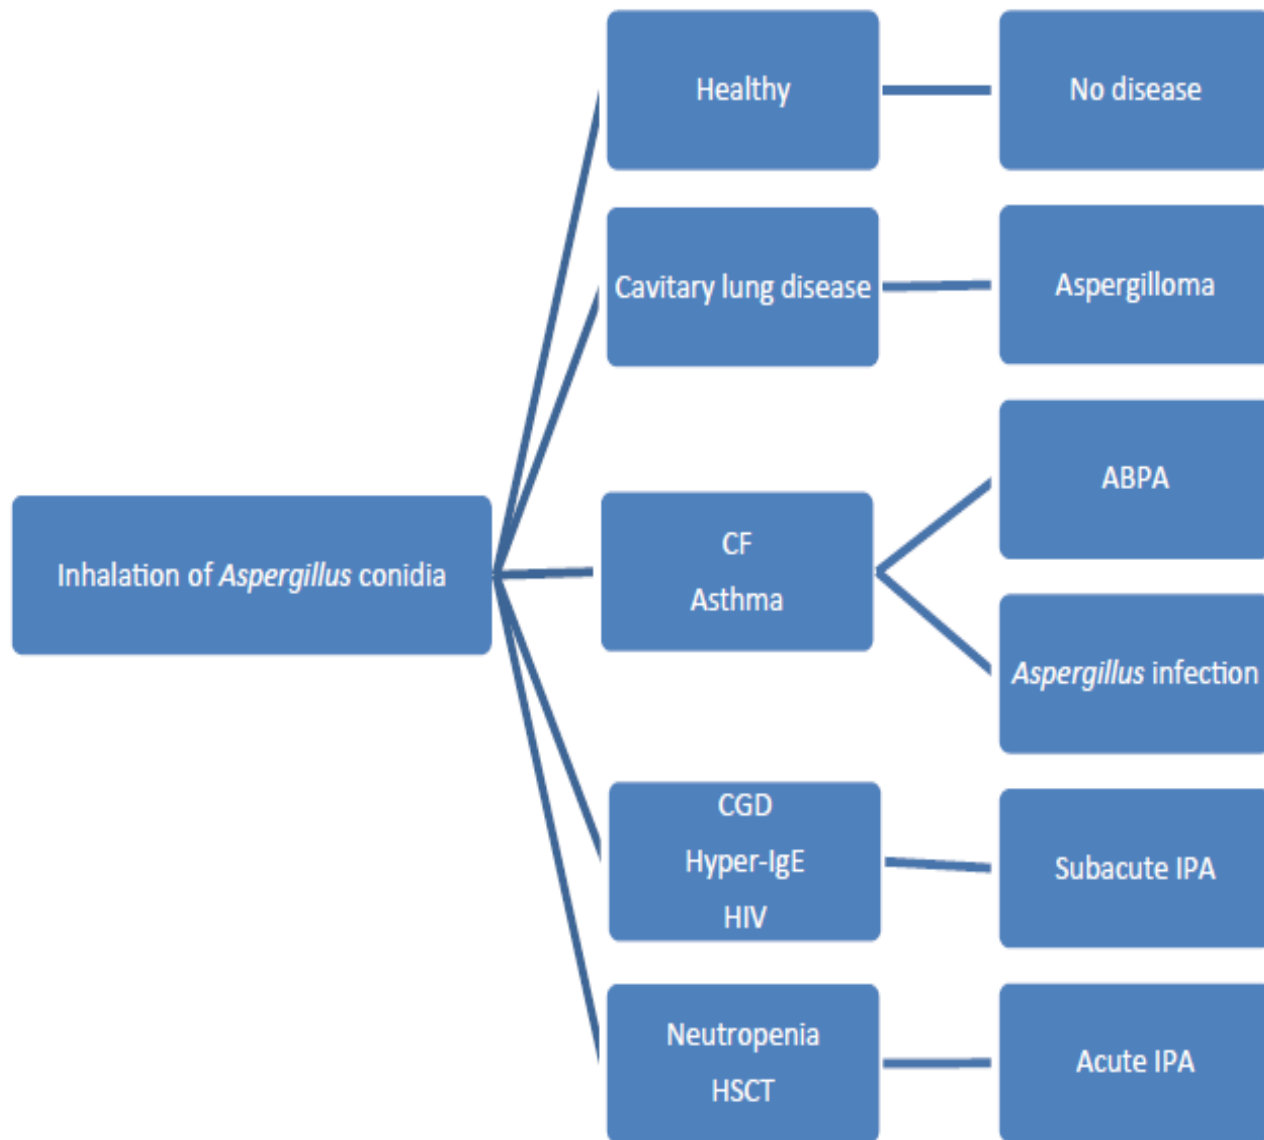 Healthy
No disease
Cavitary lung disease
Aspergilloma
Inhalation of Aspergillus conidia
CF
Asthma
ABPA
Aspergillus infection
CGD
Hyper-IgE
HIV
Subacute IPA
Neutropenia
HSCT
Acute IPA